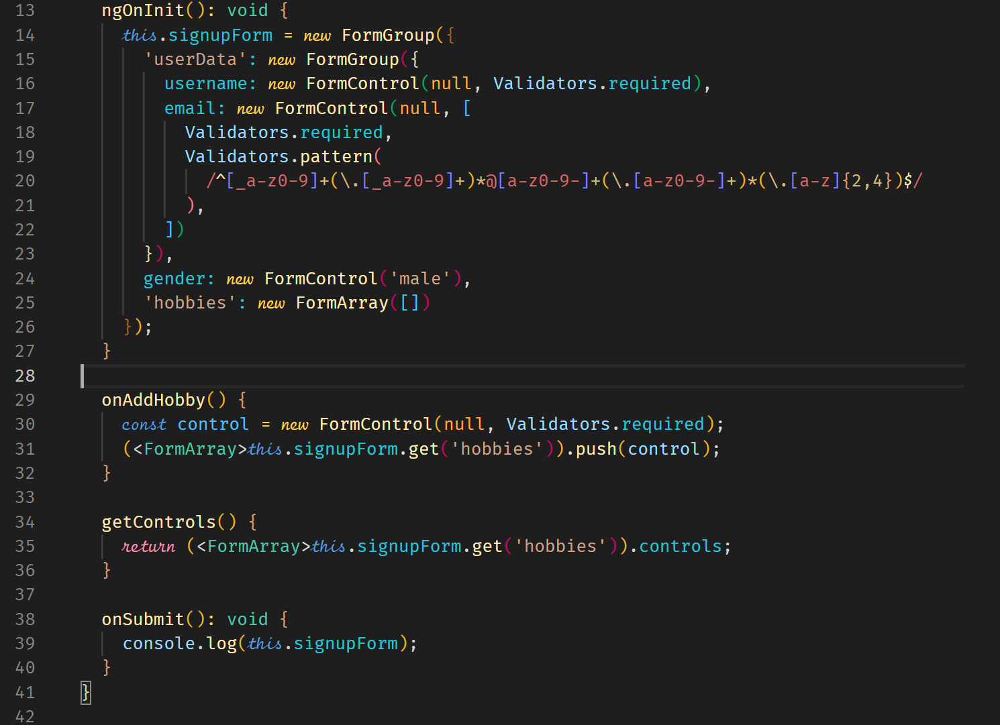 13 ngOnInit(): void {
14 this.signupForm = new FormGroup({
15 'userData': new FormGroup({
16 username: new FormControl(null, Validators.required),
17 email: new FormControl(null, [
18 Validators.required,
19 Validators.pattern(
20 /^[_a-z0-9]+(\.[_a-z0-9]+)*@[a-z0-9-]+(\.[a-z0-9-]+)*(\.[a-z]{2,4})$/
21 ),
22 ])
23 }),
24 gender: new FormControl('male'),
25 'hobbies': new FormArray([])
26 });
27 }
28
29 onAddHobby() {
30 const control = new FormControl(null, Validators.required);
31 (<FormArray>this.signupForm.get('hobbies')).push(control);
32 }
33
34 getControls() {
35 return (<FormArray>this.signupForm.get('hobbies')).controls;
36 }
37
38 onSubmit(): void {
39 console.log(this.signupForm);
40 }
41 }
42